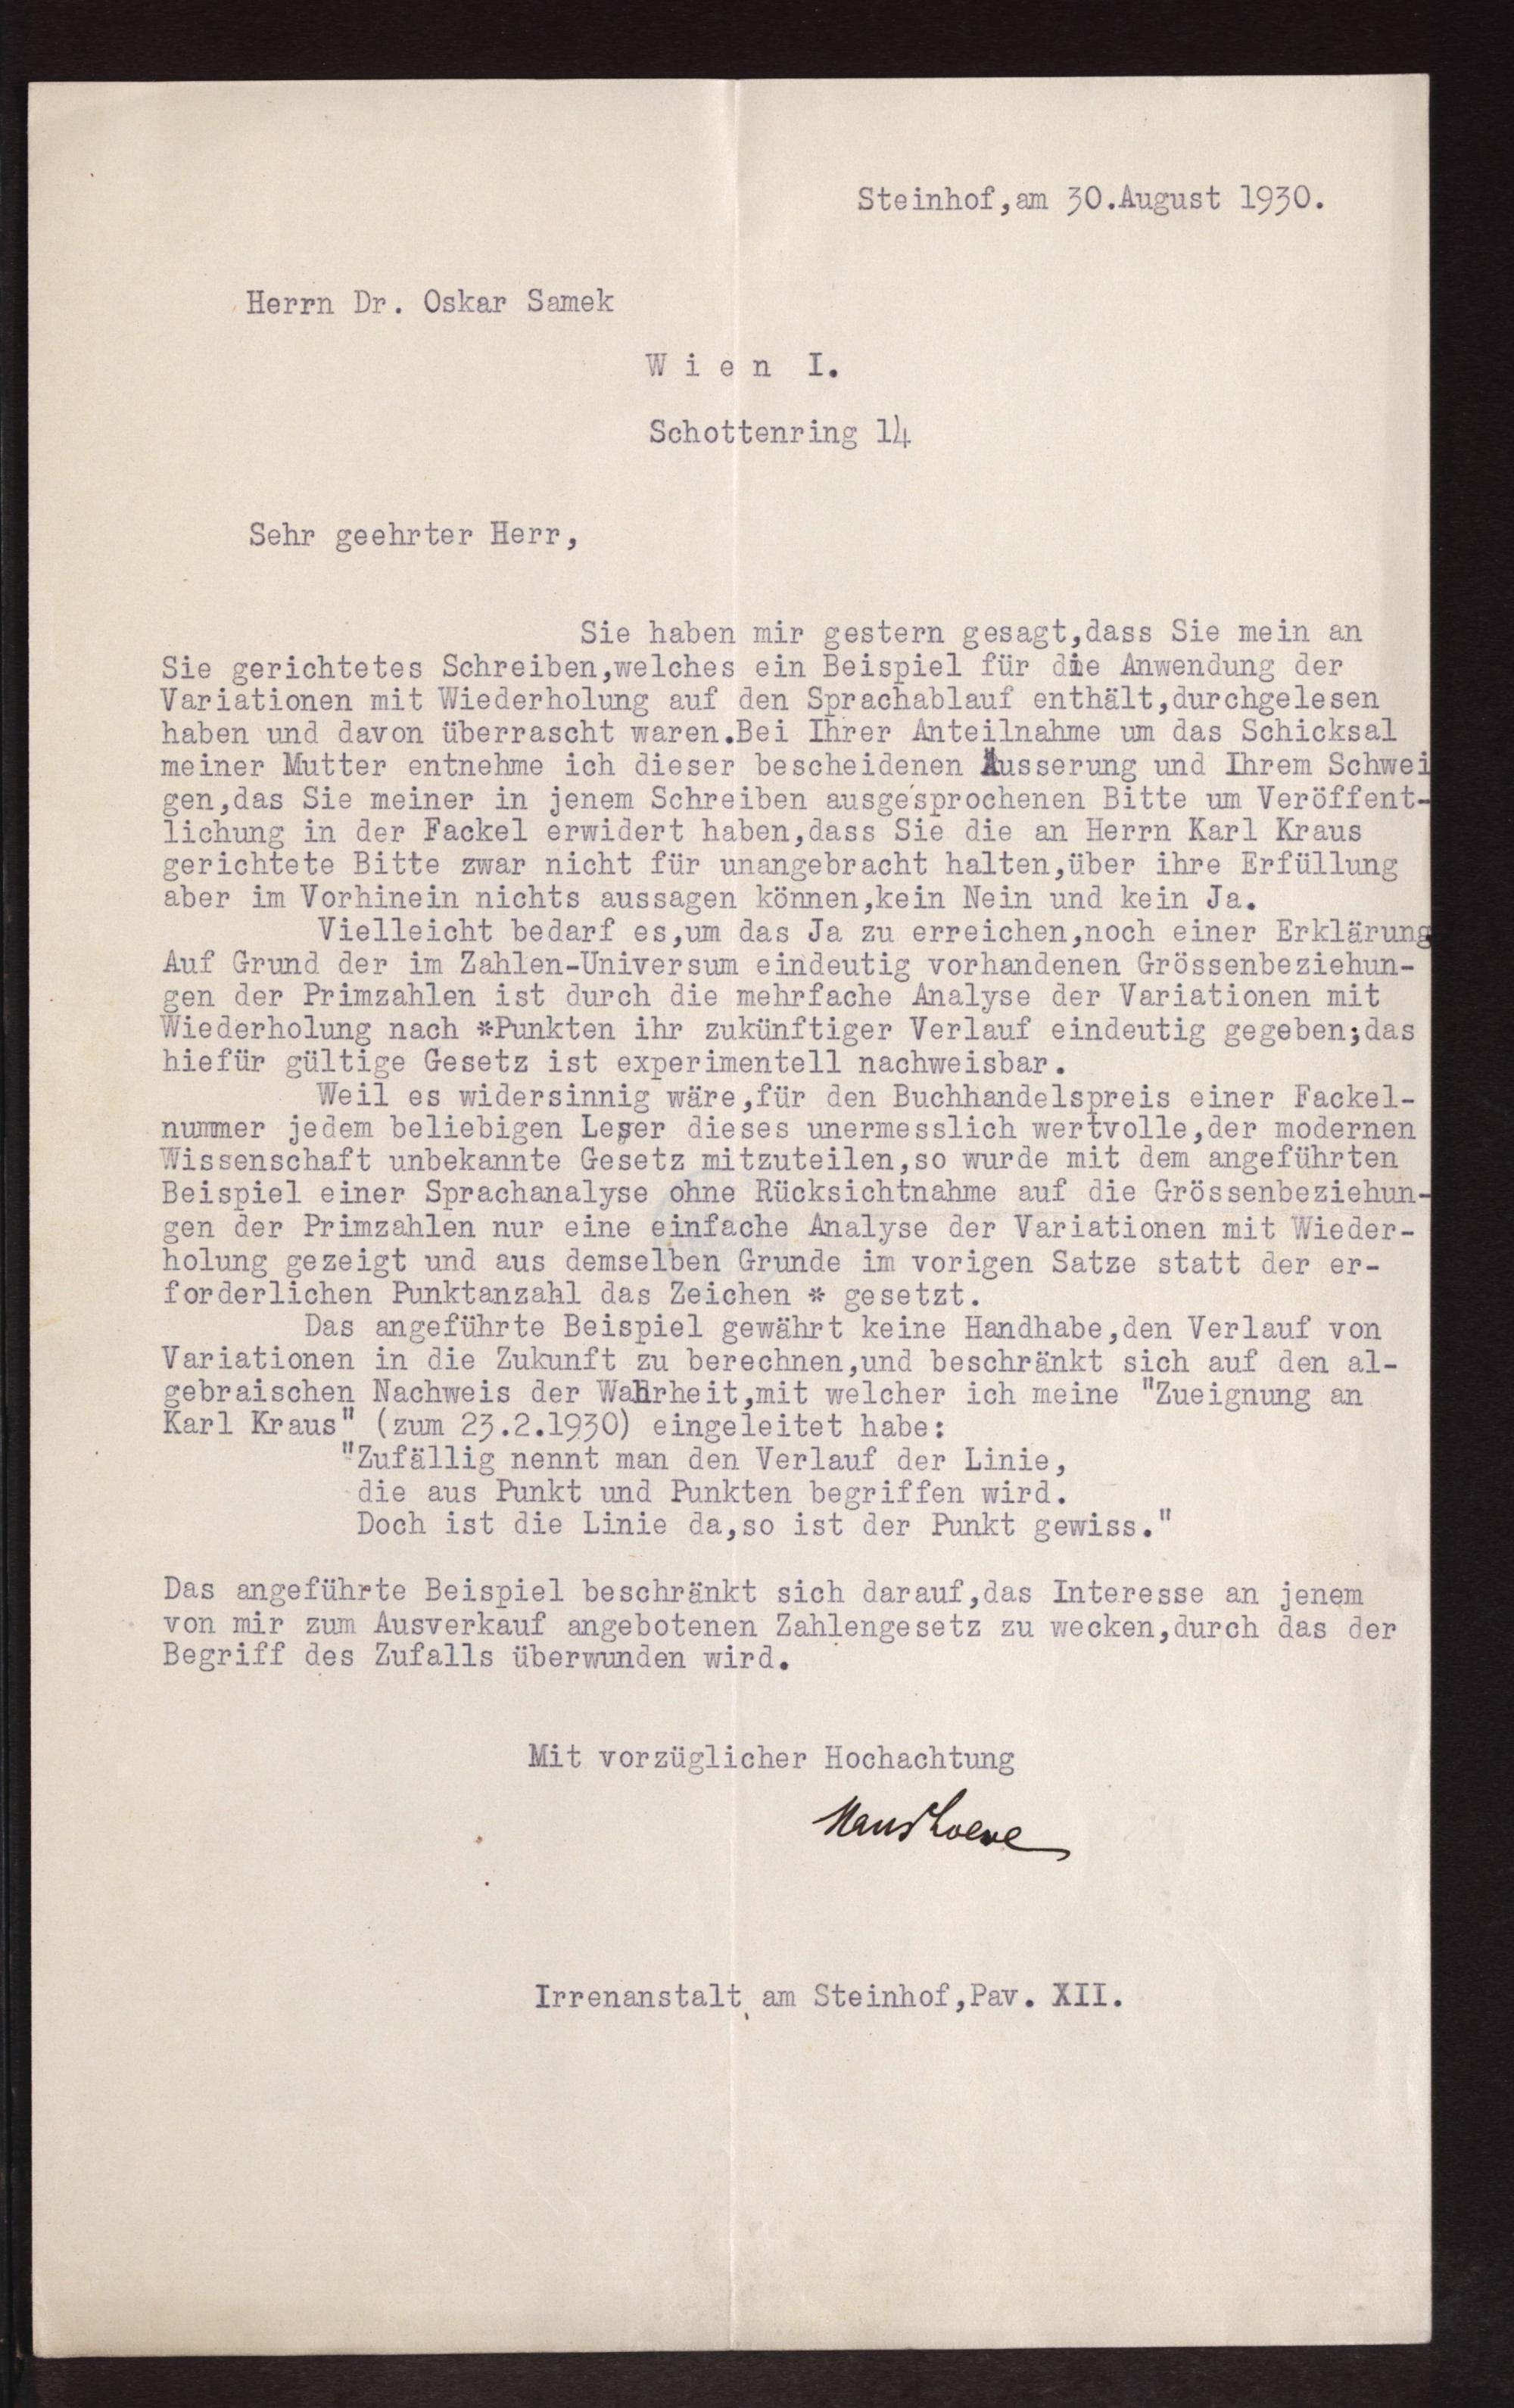 Steinhof,am 30.August 1930.
Herrn Dr. Oskar Samek
W i e n  I.
Schottenring 14
Sehr geehrter Herr,
Sie haben mir gestern gesagt,dass Sie mein an
Sie gerichtetes Schreiben,welches ein Beispiel für die Anwendung der
Variationen mit Wiederholung auf den Sprachablauf enthält,durchgelesen
haben und davon überrascht waren.Bei Ihrer Anteilnahme um das Schicksal
meiner Mutter entnehme ich dieser bescheidenen Äusserung und Ihrem Schwei
gen,das Sie meiner in jenem Schreiben ausgesprochenen Bitte um Veröffent-
lichung in der Fackel erwidert haben,dass Sie die an Herrn Karl Kraus
gerichtete Bitte zwar nicht für unangebracht halten,über ihre Erfüllung
aber im Vorhinein nichts aussagen können,kein Nein und kein Ja.
Vielleicht bedarf es,um das Ja zu erreichen,noch einer Erklärung
Auf Grund der im Zahlen-Universum eindeutig vorhandenen Grössenbeziehun-
gen der Primzahlen ist durch die mehrfache Analyse der Variationen mit
Wiederholung nach *Punkten ihr zukünftiger Verlauf eindeutig gegeben;das
hiefür gültige Gesetz ist experimentell nachweisbar.
Weil es widersinnig wäre,für den Buchhandelspreis einer Fackel-
nummer jedem beliebigen Leser dieses unermesslich wertvolle,der modernen
Wissenschaft unbekannte Gesetz mitzuteilen,so wurde mit dem angeführten
Beispiel einer Sprachanalyse ohne Rücksichtnahme auf die Grössenbeziehun-
gen der Primzahlen nur eine einfache Analyse der Variationen mit Wieder-
holung gezeigt und aus demselben Grunde im vorigen Satze statt der er-
forderlichen Punktanzahl das Zeichen * gesetzt.
Das angeführte Beispiel gewährt keine Handhabe,den Verlauf von
Variationen in die Zukunft zu berechnen,und beschränkt sich auf den al-
gebraischen Nachweis der Wahrheit,mit welcher ich meine "Zueignung an
Karl Kraus" (zum 23.2.1930) eingeleitet habe:
"Zufällig nennt man den Verlauf der Linie,
die aus Punkt und Punkten begriffen wird.
Doch ist die Linie da,so ist der Punkt gewiss."
Das angeführte Beispiel beschränkt sich darauf,das Interesse an jenem
von mir zum Ausverkauf angebotenen Zahlengesetz zu wecken,durch das der
Begriff des Zufalls überwunden wird.
Mit vorzüglicher Hochachtung
Hans Loewe
Irrenanstalt am Steinhof,Pav. XII.